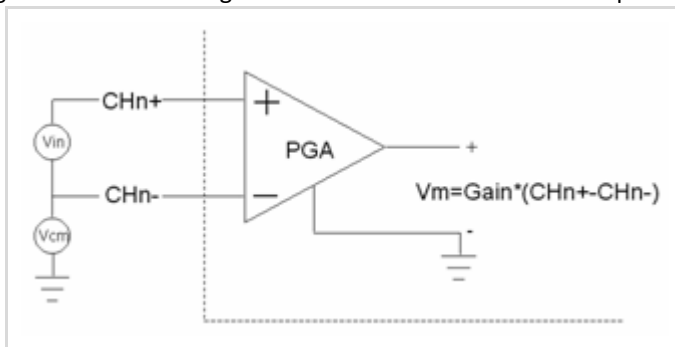 CHn+
+
Vin
PGA
+
CHn-
−
Vm=Gain*(CHn+-CHn-)
Vcm
-